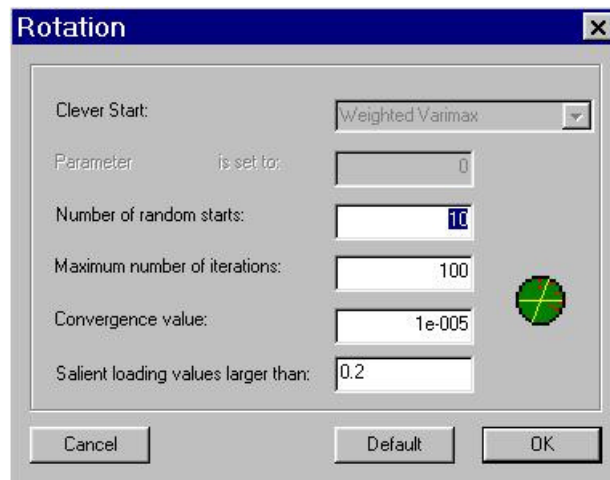 Rotation
Clever Start: Weighted Varimax
Parameter is set to: 0
Number of random starts: 10
Maximum number of iterations: 100
Convergence value: 1e-005
Salient loading values larger than: 0.2
Cancel Default OK